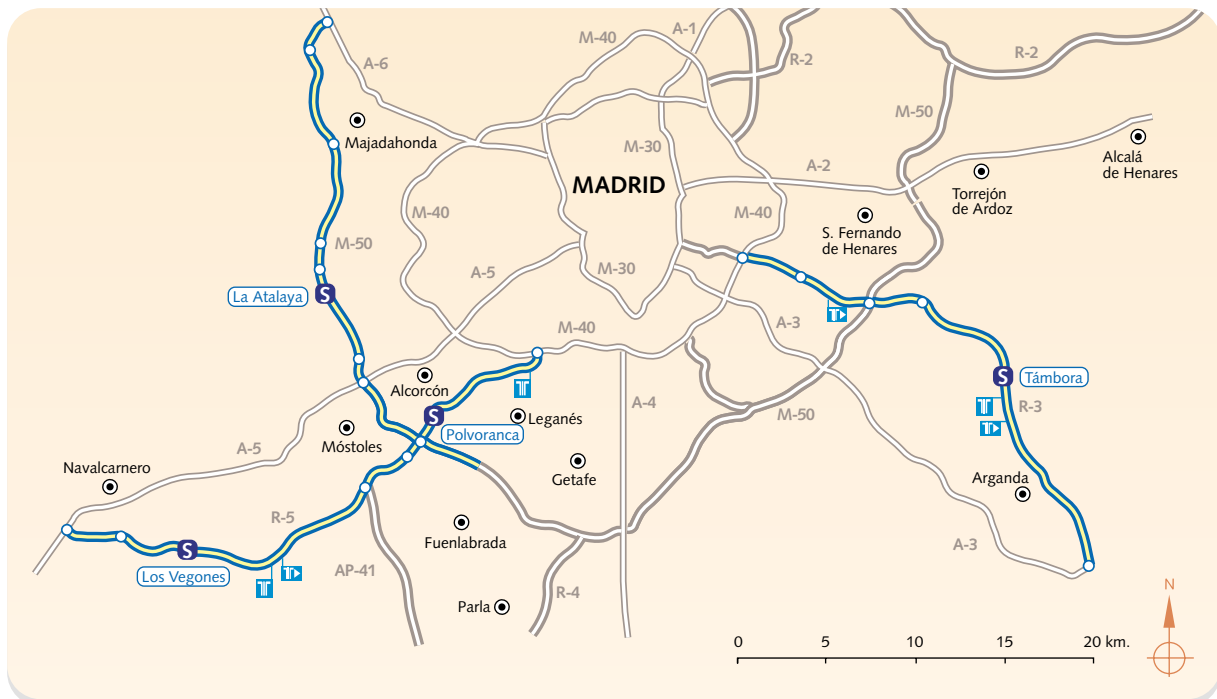 M-40
A-1
A-6
R-2
R-2
Majadahonda
M-50
M-30
A-2
Alcalá
de Henares
MADRID
Torrejón
de Ardoz
M-40
M-40
S. Fernando
de Henares
M-50
A-5
M-30
La Atalaya
S
M-40
A-3
Alcorcón
S
Támbora
A-4
R-3
M-50
S
Leganés
Polvoranca
Móstoles
A-5
Navalcarnero
Getafe
Arganda
R-5
Fuenlabrada
A-3
S
Los Vegones
AP-41
T
T
T
T
T
T
R-4
Parla
N
0 5 10 15 20 km.